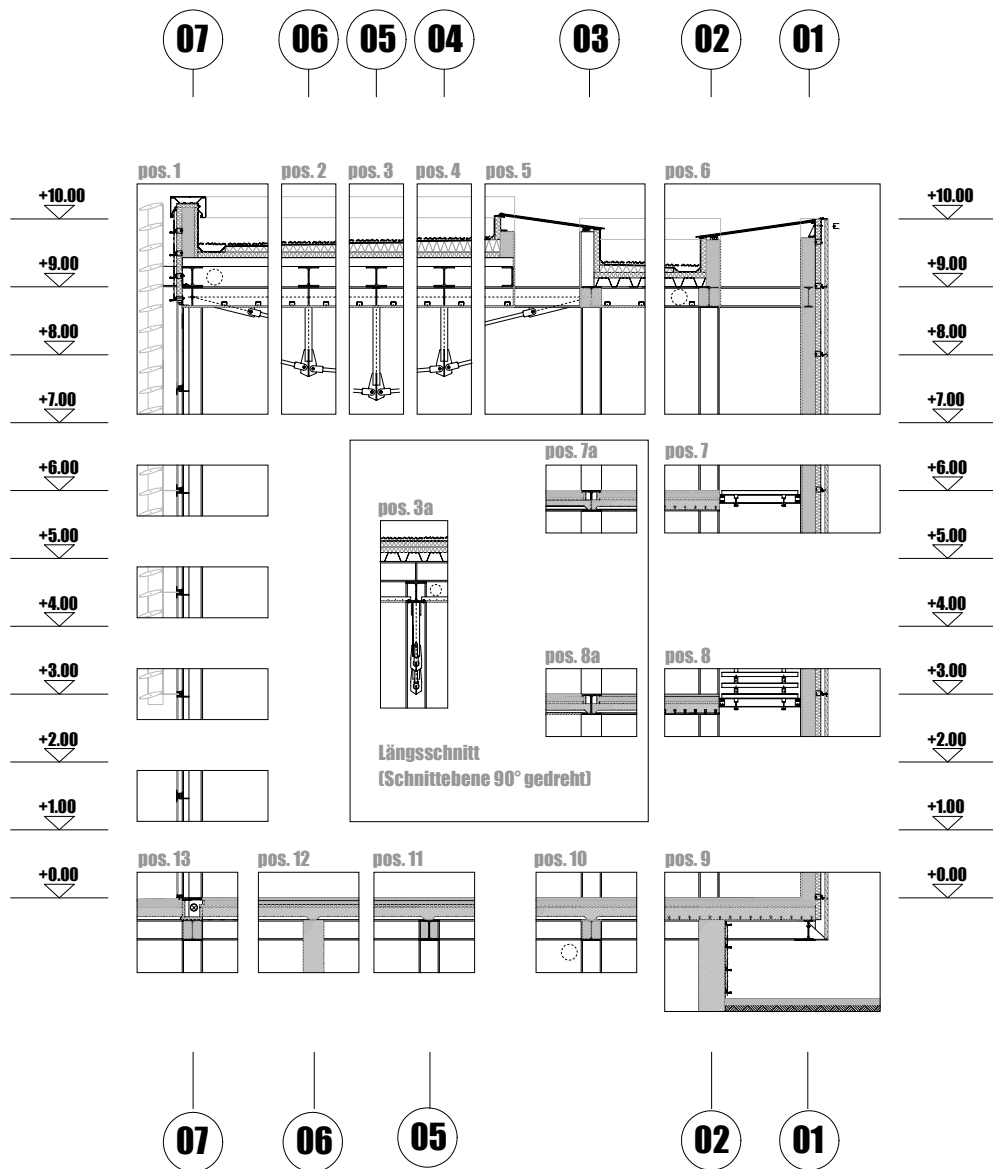 07 06 05 04 03 02 01
pos. 1 pos. 2 pos. 3 pos. 4 pos. 5 pos. 6
+10.00 +10.00
+9.00 +9.00
+8.00 +8.00
+7.00 +7.00
pos. 7a pos. 7
+6.00 +6.00
pos. 3a
+5.00 +5.00
+4.00 +4.00
pos. 8a pos. 8
+3.00 +3.00
+2.00 +2.00
Längsschnitt
(Schnittebene 90° gedreht)
+1.00 +1.00
pos. 13 pos. 12 pos. 11 pos. 10 pos. 9
+0.00 +0.00
07 06 05 02 01